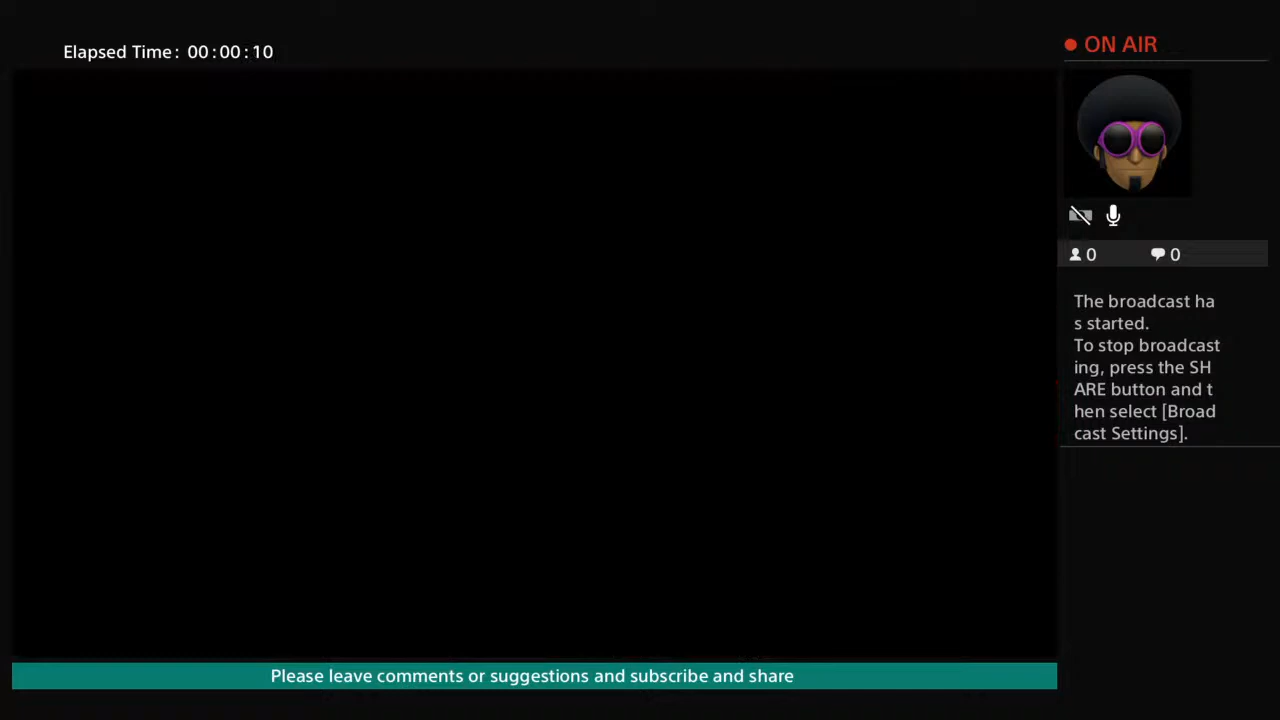 Elapsed Time: 00:00:10
ON AIR
0 0
The broadcast ha
s started.
To stop broadcast
ing, press the SH
ARE button and t
hen select [Broad
cast Settings].
Please leave comments or suggestions and subscribe and share